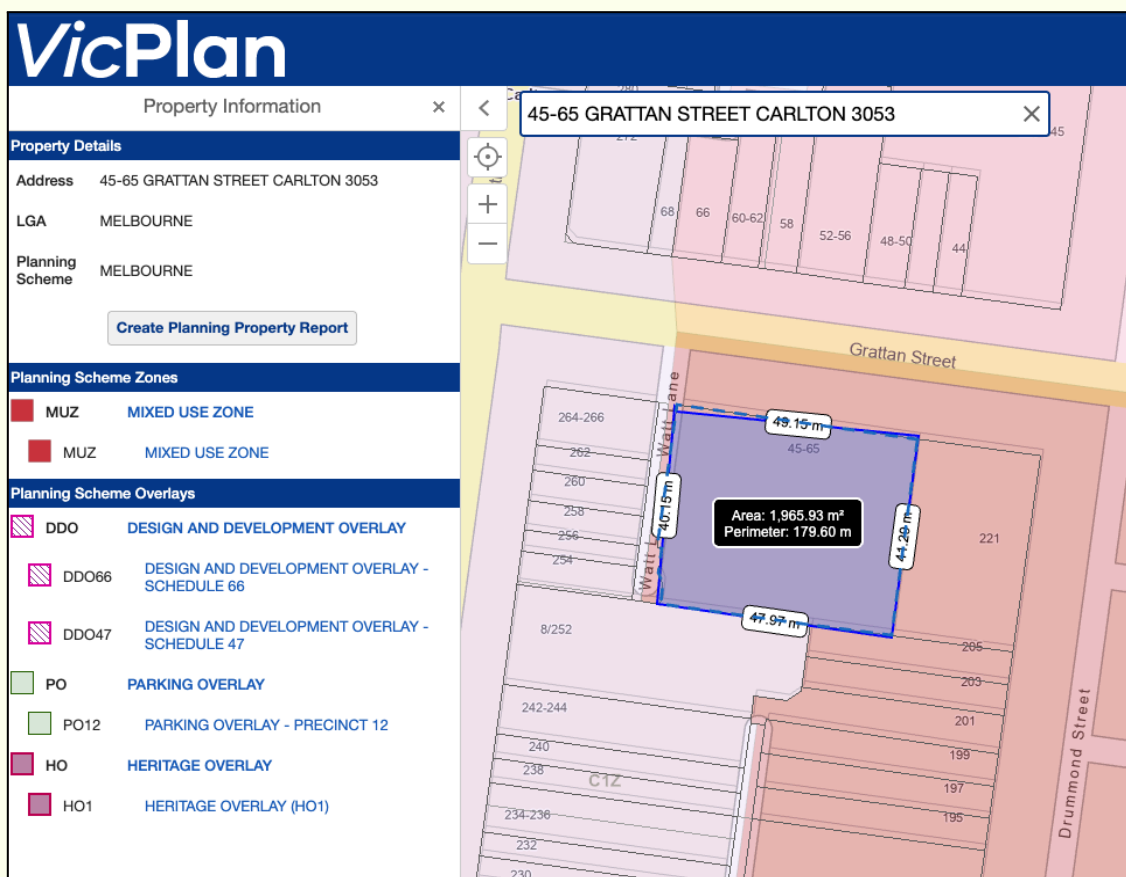 VicPlan
Property Information
Property Details
Address 45-65 GRATTAN STREET CARLTON 3053
LGA MELBOURNE
Planning
Scheme MELBOURNE
Create Planning Property Report
Planning Scheme Zones
MUZ MIXED USE ZONE
MUZ MIXED USE ZONE
Planning Scheme Overlays
DDO DESIGN AND DEVELOPMENT OVERLAY
DDO66 DESIGN AND DEVELOPMENT OVERLAY -
SCHEDULE 66
DDO47 DESIGN AND DEVELOPMENT OVERLAY -
SCHEDULE 47
PO PARKING OVERLAY
PO12 PARKING OVERLAY - PRECINCT 12
HO HERITAGE OVERLAY
HO1 HERITAGE OVERLAY (HO1)
45-65 GRATTAN STREET CARLTON 3053
45
272
68
66
60-62
58
52-56
48-50
44
Grattan Street
Watt Lane
264-266
262
260
258
256
254
49.15 m
45-65
40.15 m
Area: 1,965.93 m²
Perimeter: 179.60 m
41.29 m
221
47.97 m
8/252
205
203
201
199
197
195
242-244
240
238
C1Z
234-236
232
230
Drummond Street